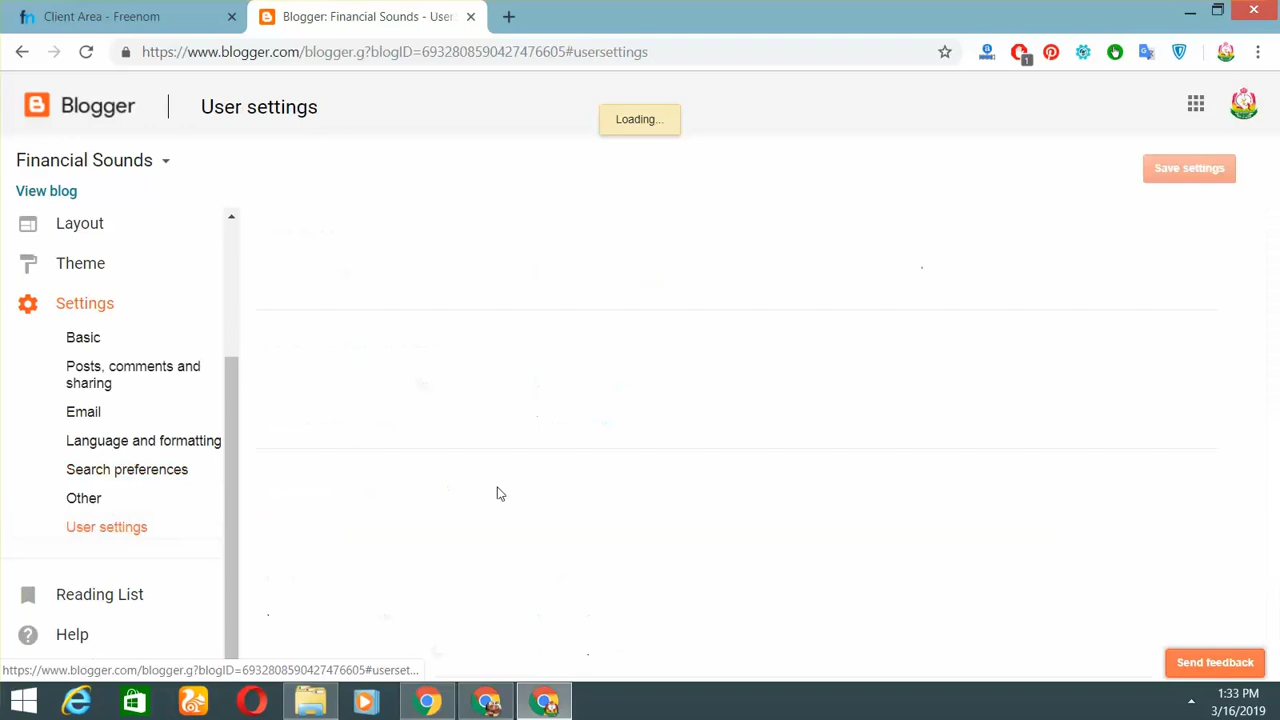 Client Area - Freenom
Blogger: Financial Sounds - User
https://www.blogger.com/blogger.g?blogID=6932808590427476605#usersettings
1
Blogger
User settings
Loading...
Financial Sounds
View blog
Save settings
Layout
Theme
Settings
Basic
Posts, comments and
sharing
Email
Language and formatting
Search preferences
Other
User settings
Reading List
Help
https://www.blogger.com/blogger.g?blogID=6932808590427476605#userset...
Send feedback
1:33 PM
3/16/2019